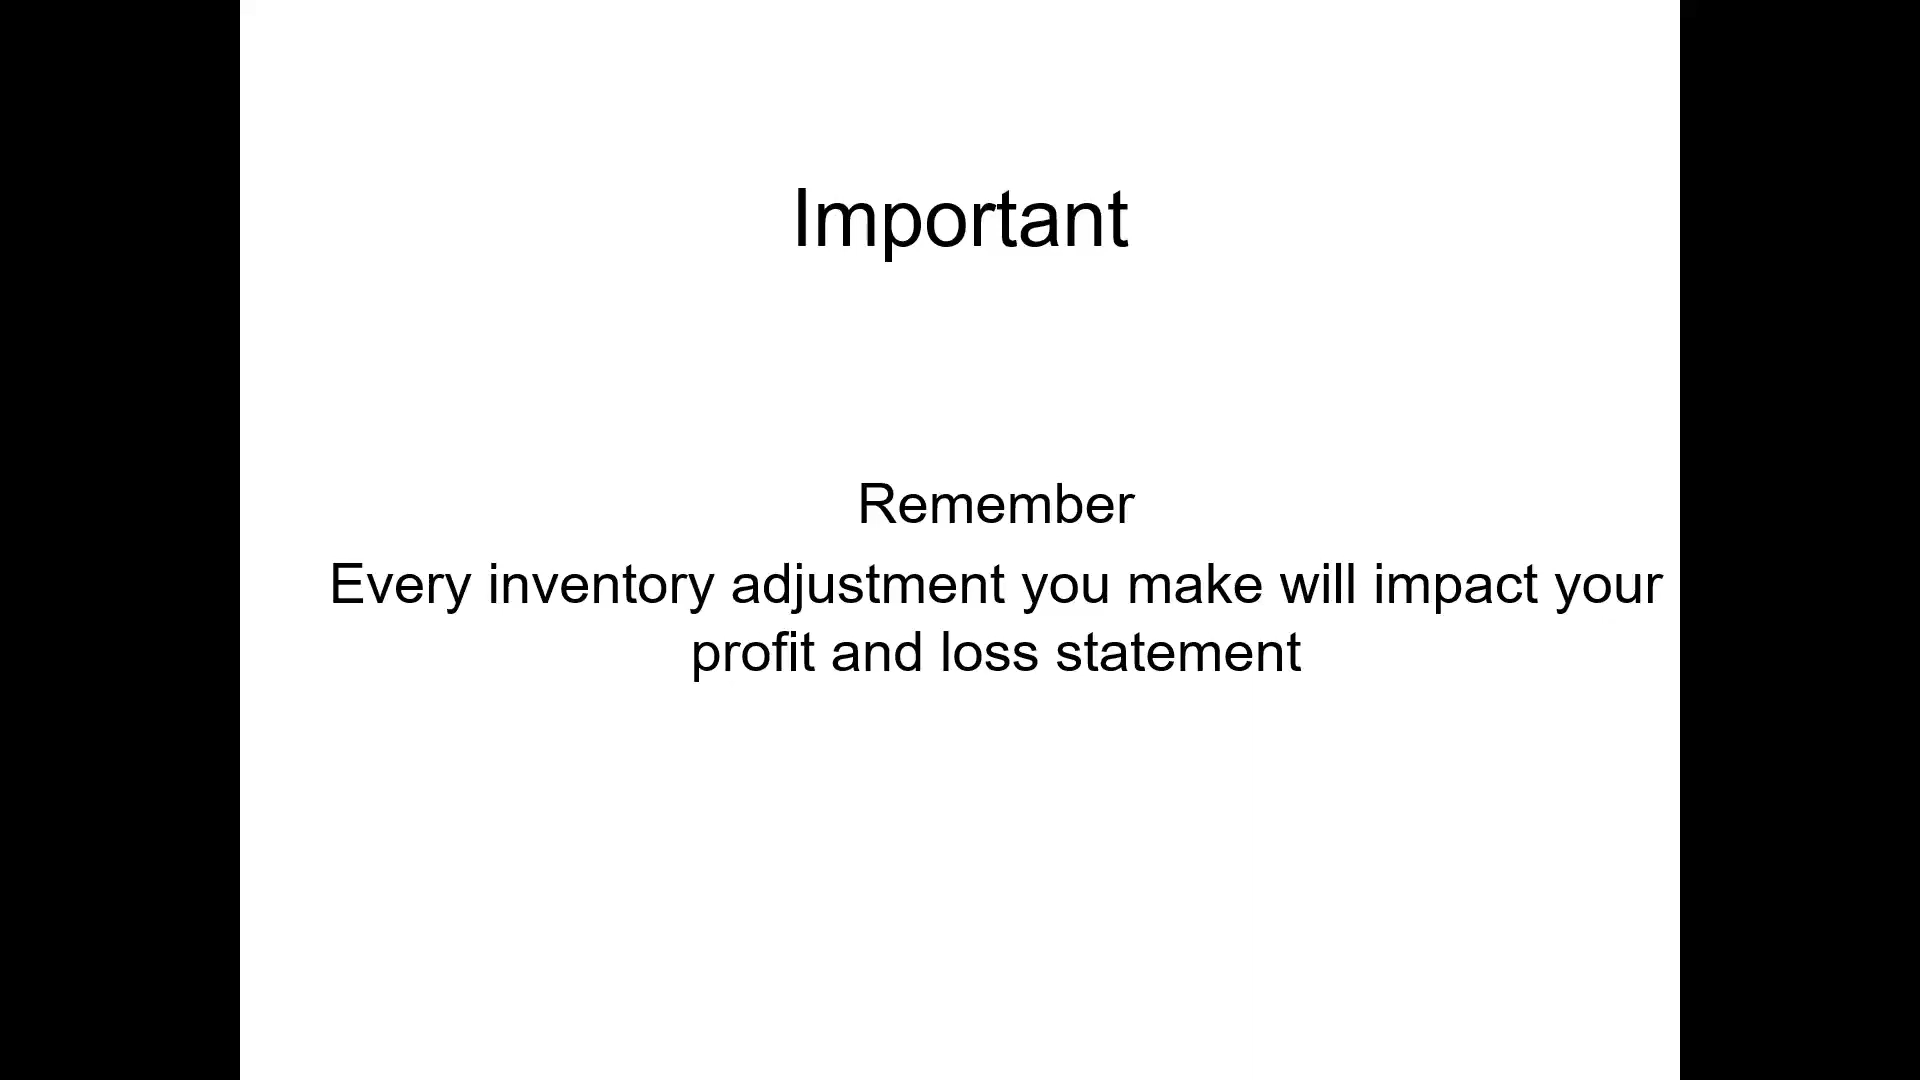 Important
Remember
Every inventory adjustment you make will impact your
profit and loss statement